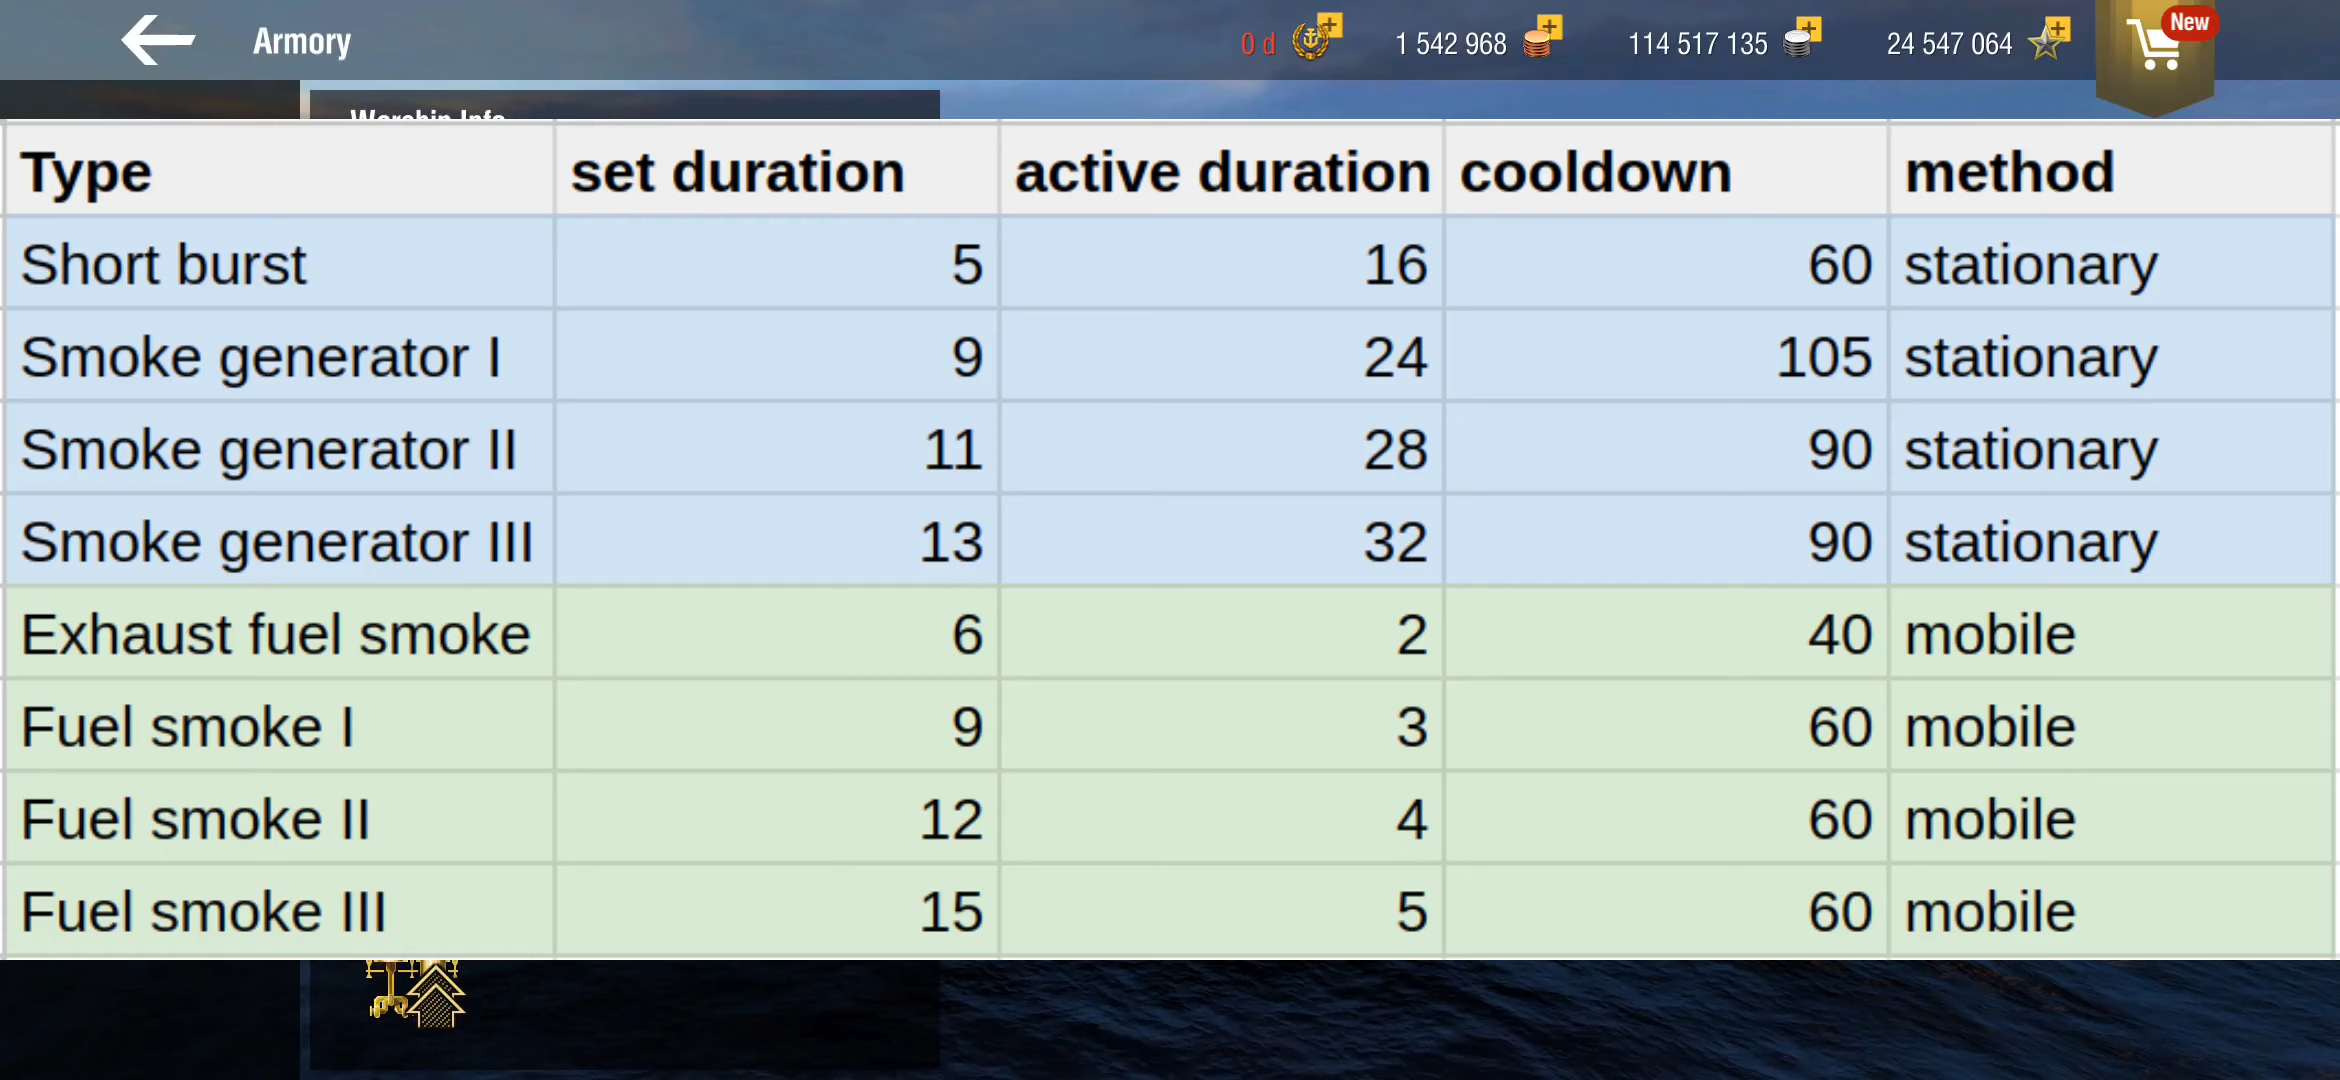 Armory
0 d 1 542 968 114 517 135 24 547 064 New
Warship Info
Type set duration active duration cooldown method
Short burst 5 16 60 stationary
Smoke generator I 9 24 105 stationary
Smoke generator II 11 28 90 stationary
Smoke generator III 13 32 90 stationary
Exhaust fuel smoke 6 2 40 mobile
Fuel smoke I 9 3 60 mobile
Fuel smoke II 12 4 60 mobile
Fuel smoke III 15 5 60 mobile